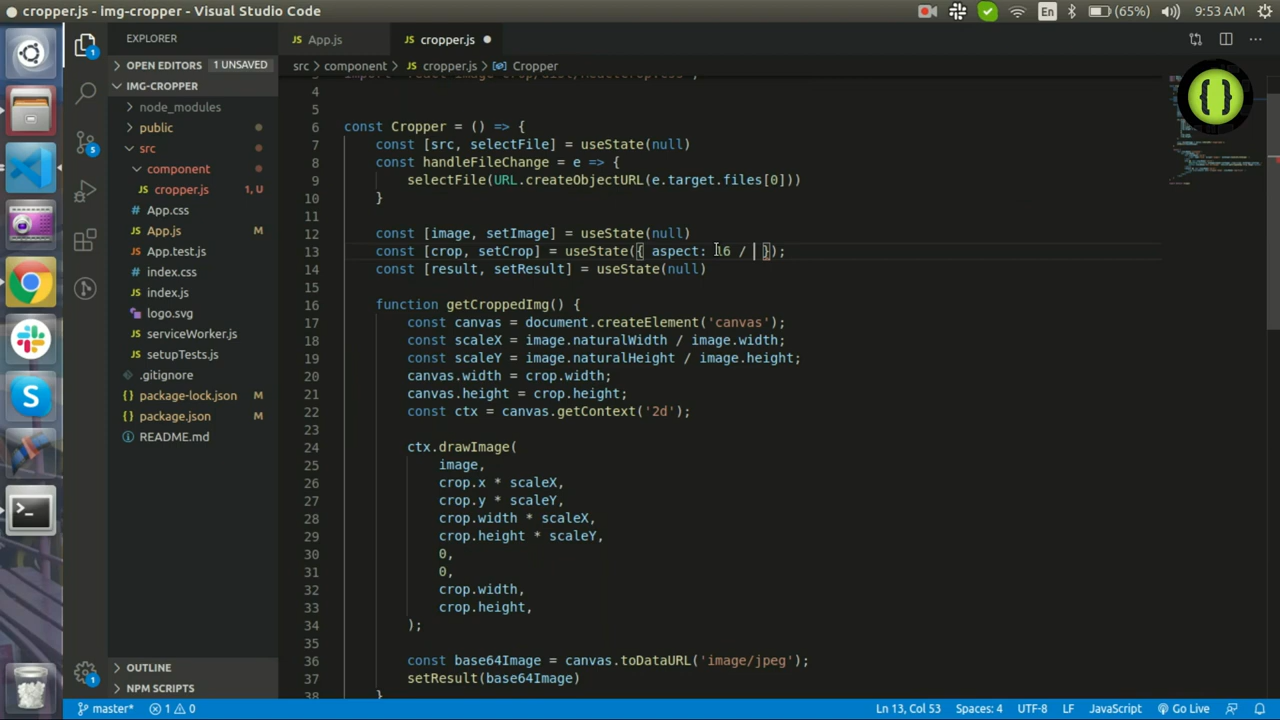 cropper.js - img-cropper - Visual Studio Code
En
(65%)
9:53 AM
EXPLORER
App.js
cropper.js
OPEN EDITORS
1 UNSAVED
src
component
cropper.js
Cropper
IMG-CROPPER
node_modules
public
src
component
cropper.js
1, U
App.css
App.js
M
App.test.js
index.css
index.js
logo.svg
serviceWorker.js
setupTests.js
.gitignore
package-lock.json
M
package.json
M
README.md
OUTLINE
NPM SCRIPTS
1
5
1
4
5
6 const Cropper = () => {
7 const [src, selectFile] = useState(null)
8 const handleFileChange = e => {
9 selectFile(URL.createObjectURL(e.target.files[0]))
10 }
11
12 const [image, setImage] = useState(null)
13 const [crop, setCrop] = useState({ aspect: 16 / });
14 const [result, setResult] = useState(null)
15
16 function getCroppedImg() {
17 const canvas = document.createElement('canvas');
18 const scaleX = image.naturalWidth / image.width;
19 const scaleY = image.naturalHeight / image.height;
20 canvas.width = crop.width;
21 canvas.height = crop.height;
22 const ctx = canvas.getContext('2d');
23
24 ctx.drawImage(
25 image,
26 crop.x * scaleX,
27 crop.y * scaleY,
28 crop.width * scaleX,
29 crop.height * scaleY,
30 0,
31 0,
32 crop.width,
33 crop.height,
34 );
35
36 const base64Image = canvas.toDataURL('image/jpeg');
37 setResult(base64Image)
38 }
master*
1
0
Ln 13, Col 53
Spaces: 4
UTF-8
LF
JavaScript
Go Live